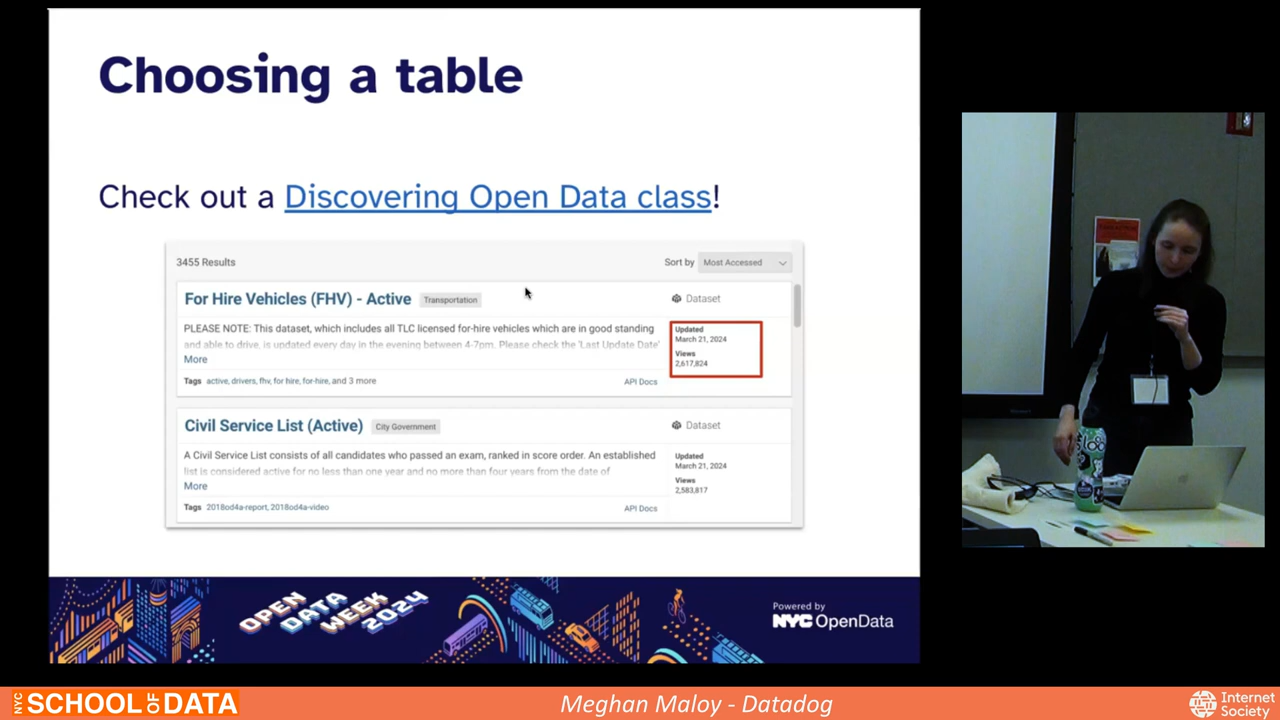 Choosing a table
Check out a Discovering Open Data class!
3455 Results
Sort by Most Accessed
For Hire Vehicles (FHV) - Active Transportation
Dataset
PLEASE NOTE: This dataset, which includes all TLC licensed for-hire vehicles which are in good standing
and able to drive, is updated every day in the evening between 4-7pm. Please check the 'Last Update Date'
More
Tags active, drivers, fhv, for hire, for-hire, and 3 more
API Docs
Updated
March 21, 2024
Views
2,617,824
Civil Service List (Active) City Government
Dataset
A Civil Service List consists of all candidates who passed an exam, ranked in score order. An established
list is considered active for no less than one year and no more than four years from the date of
More
Tags 2018od4a-report, 2018od4a-video
API Docs
Updated
March 21, 2024
Views
2,583,817
OPEN
DATA
WEEK
2024
Powered by
NYC OpenData
NYC SCHOOL OF DATA
Meghan Maloy - Datadog
Internet
Society